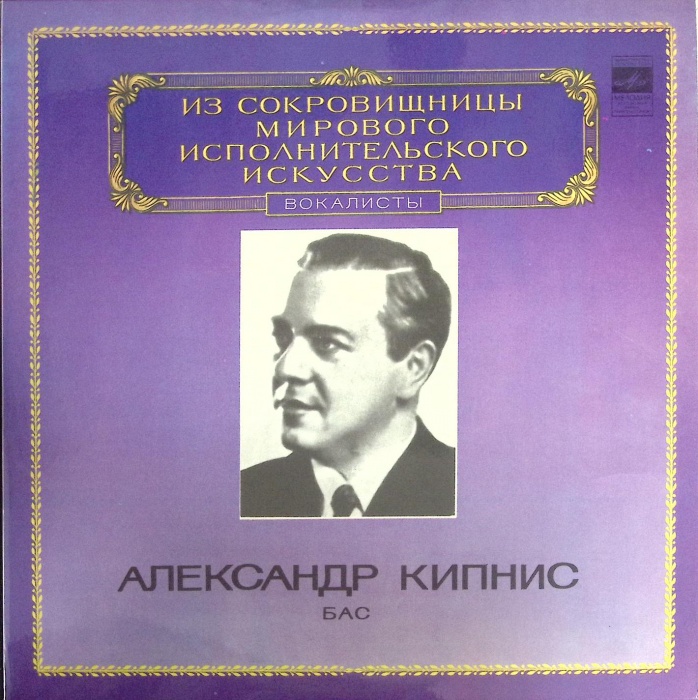 ИЗ СОКРОВИЩНИЦЫ
МИРОВОГО
ИСПОЛНИТЕЛЬСКОГО
ИСКУССТВА
ВОКАЛИСТЫ
АЛЕКСАНДР КИПНИС
БАС